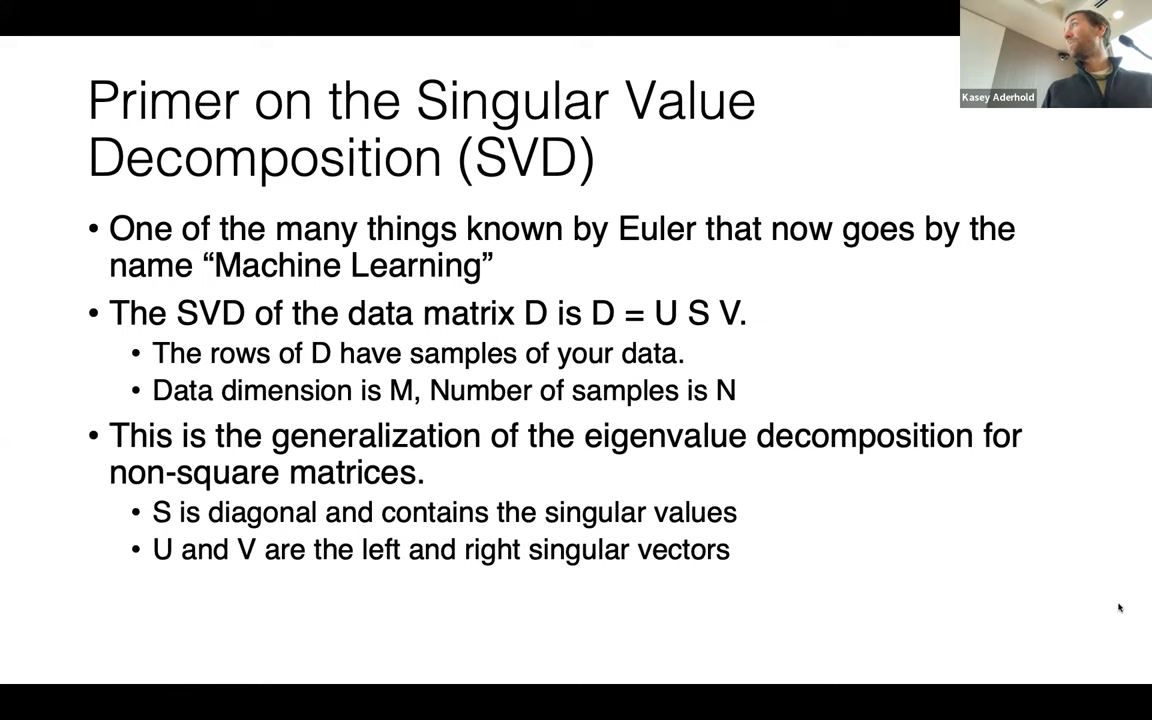 Kasey Aderhold
Primer on the Singular Value
Decomposition (SVD)
• One of the many things known by Euler that now goes by the
name “Machine Learning”
• The SVD of the data matrix D is D = U S V.
• The rows of D have samples of your data.
• Data dimension is M, Number of samples is N
• This is the generalization of the eigenvalue decomposition for
non-square matrices.
• S is diagonal and contains the singular values
• U and V are the left and right singular vectors